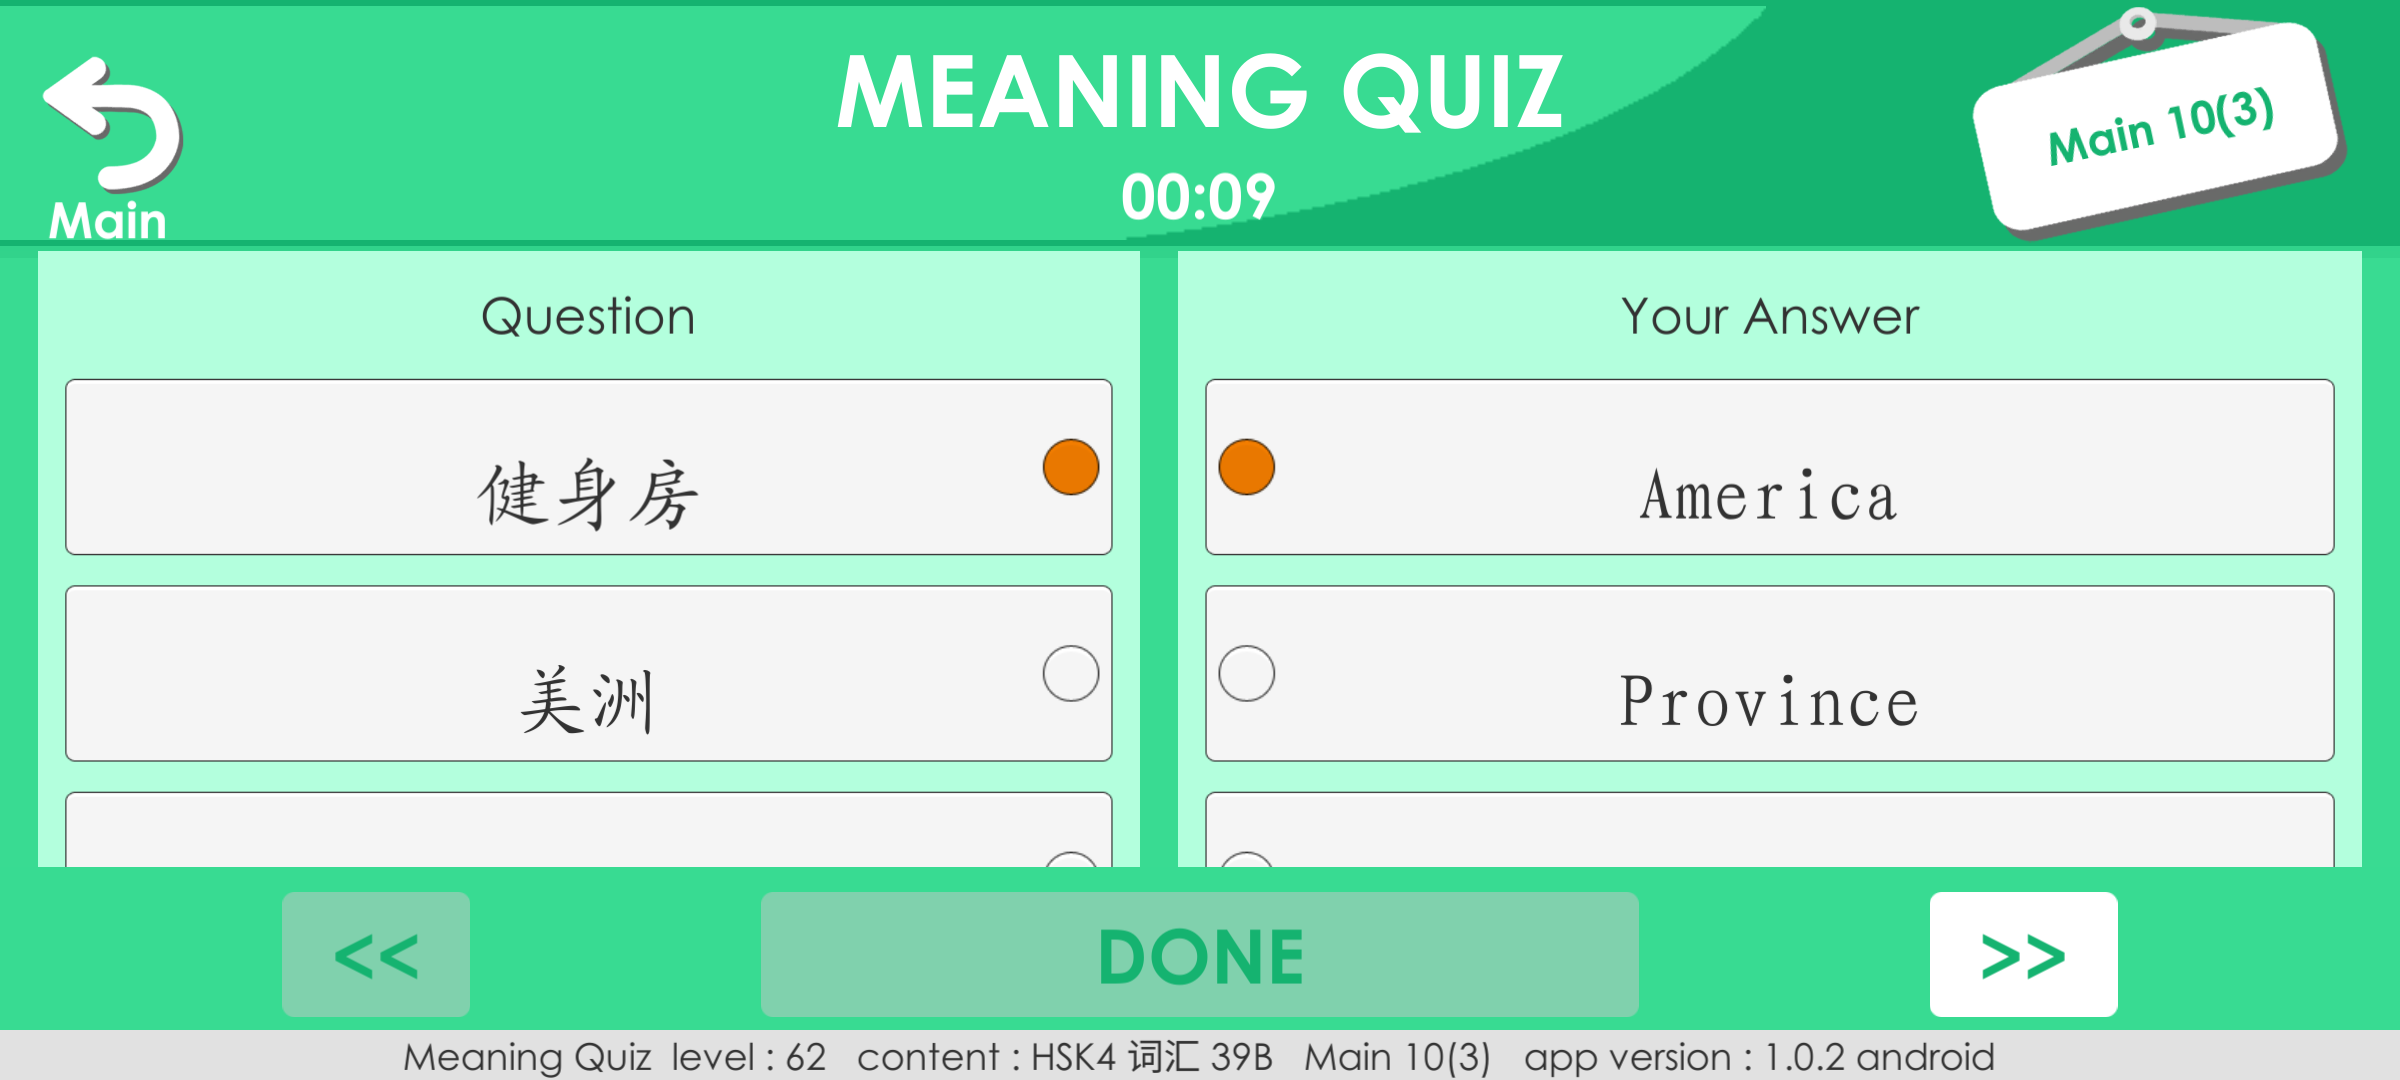 MEANING QUIZ
00:09
Main
Main 10(3)
Question
Your Answer
健身房
America
美洲
Province
<<
DONE
>>
Meaning Quiz level : 62 content : HSK4 词汇 39B Main 10(3) app version : 1.0.2 android